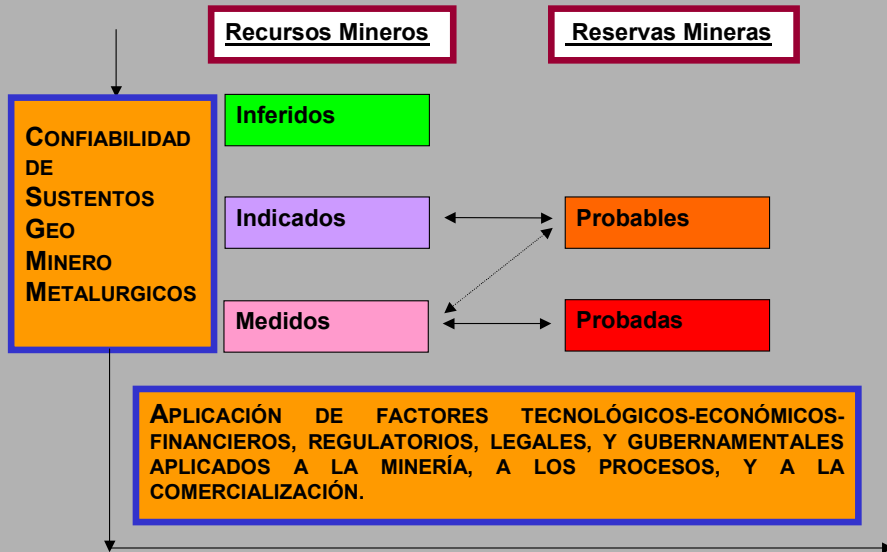 Recursos Mineros
Reservas Mineras
CONFIABILIDAD
DE
SUSTENTOS
GEO
MINERO
METALURGICOS
Inferidos
Indicados
Probables
Medidos
Probadas
APLICACIÓN DE FACTORES TECNOLÓGICOS-ECONÓMICOS-
FINANCIEROS, REGULATORIOS, LEGALES, Y GUBERNAMENTALES
APLICADOS A LA MINERÍA, A LOS PROCESOS, Y A LA
COMERCIALIZACIÓN.